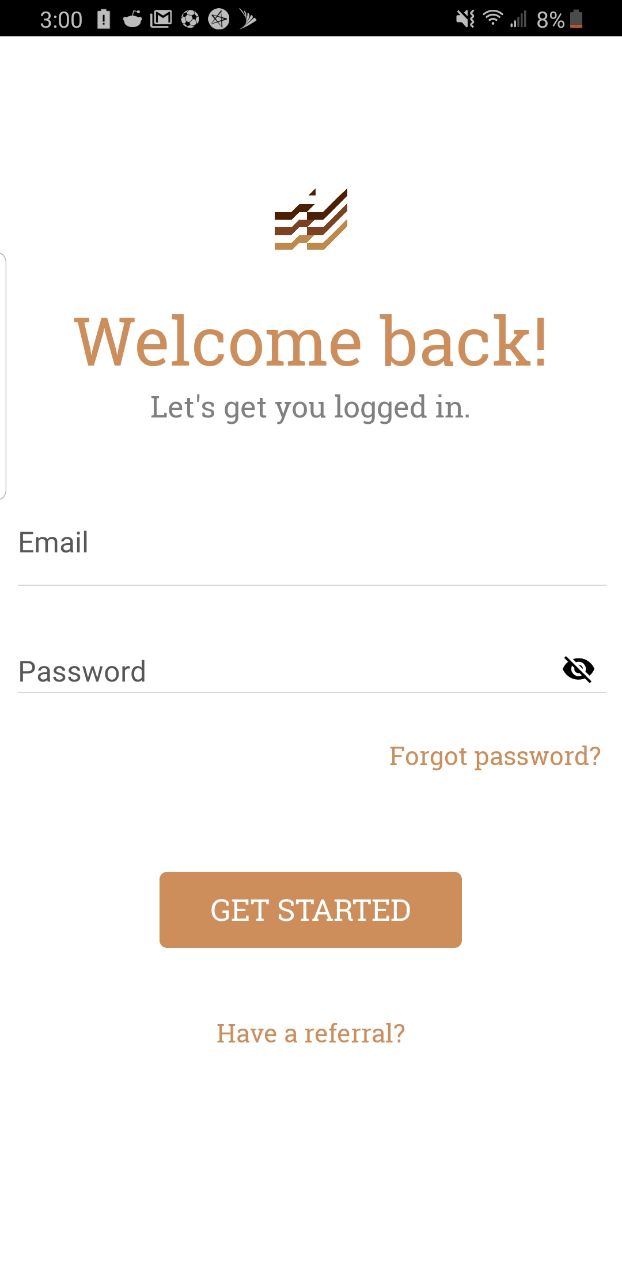 3:00 8%
Welcome back!
Let's get you logged in.
Email
Password
Forgot password?
GET STARTED
Have a referral?